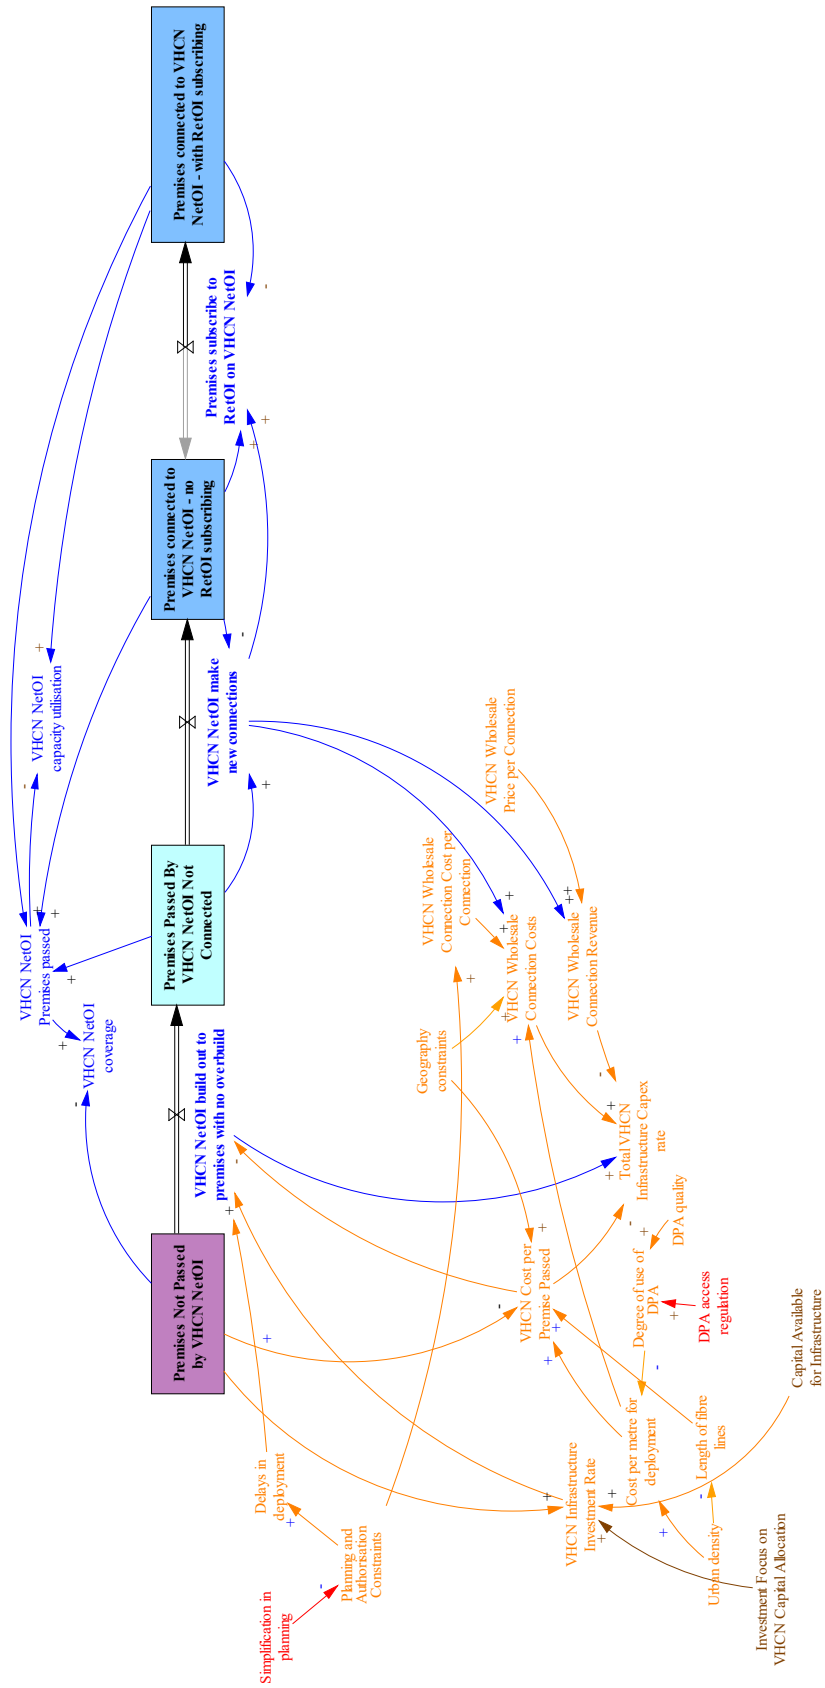 Premises Not Passed
by VHCN NetOI
Premises Passed By
VHCN NetOI Not
Connected
Premises connected to
VHCN NetOI - no
RetOI subscribing
Premises connected to VHCN
NetOI - with RetOI subscribing
VHCN NetOI
Premises passed
VHCN NetOI
coverage
VHCN NetOI
capacity utilisation
VHCN NetOI build out to
premises with no overbuild
VHCN NetOI make
new connections
Premises subscribe to
RetOI on VHCN NetOI
Simplification in
planning
Planning and
Authorisation
Constraints
Delays in
deployment
Geography
constraints
VHCN Wholesale
Connection Cost per
Connection
VHCN Wholesale
Price per Connection
VHCN Wholesale
Connection Costs
VHCN Wholesale
Connection Revenue
VHCN Cost per
Premise Passed
Total VHCN
Infrastructure Capex
rate
VHCN Infrastructure
Investment Rate
Cost per metre for
deployment
Degree of use of
DPA
DPA quality
DPA access
regulation
Length of fibre
lines
Urban density
Investment Focus on
VHCN Capital Allocation
Capital Available
for Infrastructure